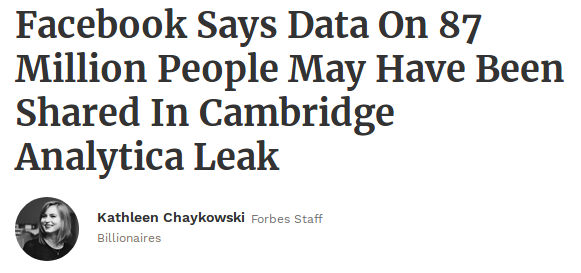 Facebook Says Data On 87
Million People May Have Been
Shared In Cambridge
Analytica Leak
Kathleen Chaykowski Forbes Staff
Billionaires